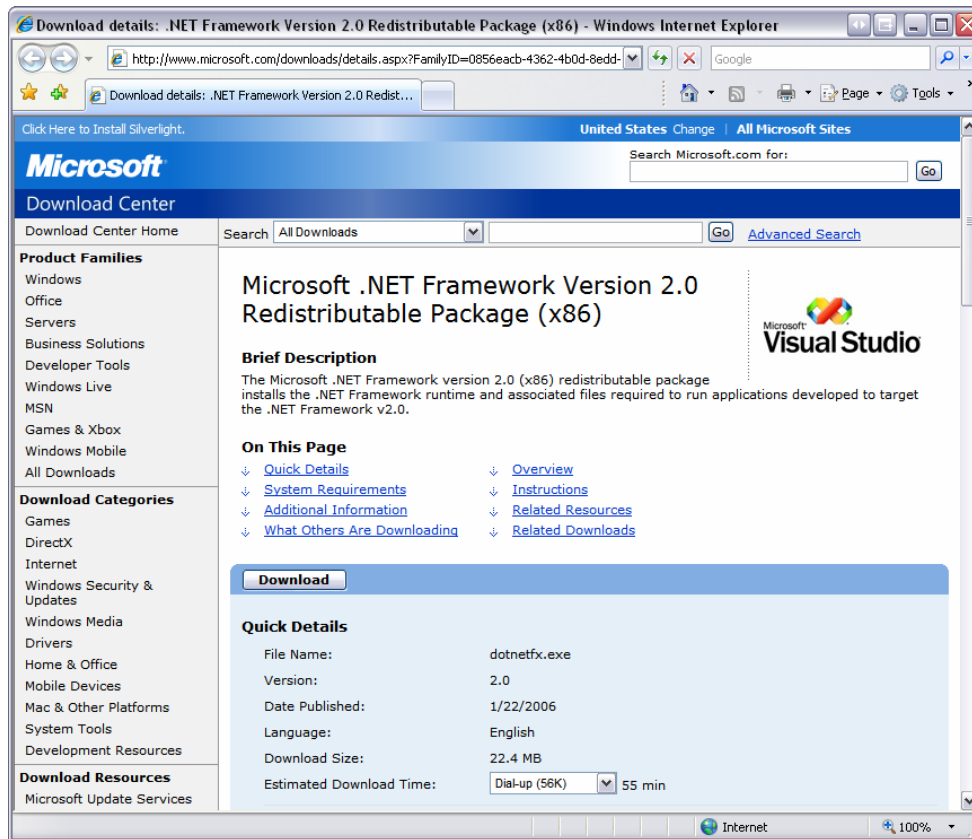 Download details: .NET Framework Version 2.0 Redistributable Package (x86) - Windows Internet Explorer
http://www.microsoft.com/downloads/details.aspx?FamilyID=0856eacb-4362-4b0d-8edd-
Google
Download details: .NET Framework Version 2.0 Redist...
Page
Tools
Click Here to Install Silverlight.
United States Change | All Microsoft Sites
Microsoft
Search Microsoft.com for:
Go
Download Center
Download Center Home
Search All Downloads Go Advanced Search
Product Families
Windows
Office
Servers
Business Solutions
Developer Tools
Windows Live
MSN
Games & Xbox
Windows Mobile
All Downloads
Download Categories
Games
DirectX
Internet
Windows Security &
Updates
Windows Media
Drivers
Home & Office
Mobile Devices
Mac & Other Platforms
System Tools
Development Resources
Download Resources
Microsoft Update Services
Microsoft .NET Framework Version 2.0
Redistributable Package (x86)
Microsoft
Visual Studio
Brief Description
The Microsoft .NET Framework version 2.0 (x86) redistributable package
installs the .NET Framework runtime and associated files required to run applications developed to target
the .NET Framework v2.0.
On This Page
Quick Details
Overview
System Requirements
Instructions
Additional Information
Related Resources
What Others Are Downloading
Related Downloads
Download
Quick Details
File Name: dotnetfx.exe
Version: 2.0
Date Published: 1/22/2006
Language: English
Download Size: 22.4 MB
Estimated Download Time: Dial-up (56K) 55 min
Internet
100%